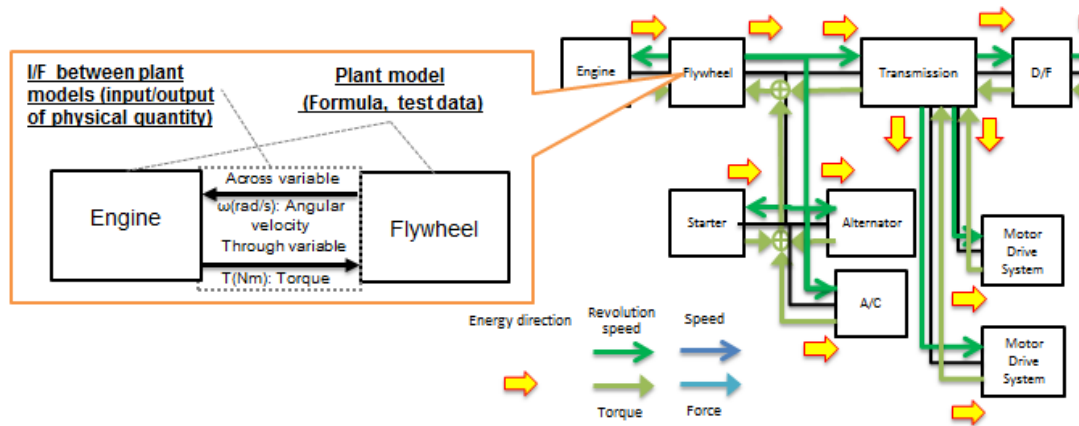 I/F between plant
models (input/output
of physical quantity)
Plant model
(Formula, test data)
Engine
Across variable
ω(rad/s): Angular
velocity
Through variable
T(Nm): Torque
Flywheel
Engine
Flywheel
Transmission
D/F
Starter
Alternator
A/C
Motor
Drive
System
Motor
Drive
System
Energy direction
Revolution
speed
Speed
Torque
Force